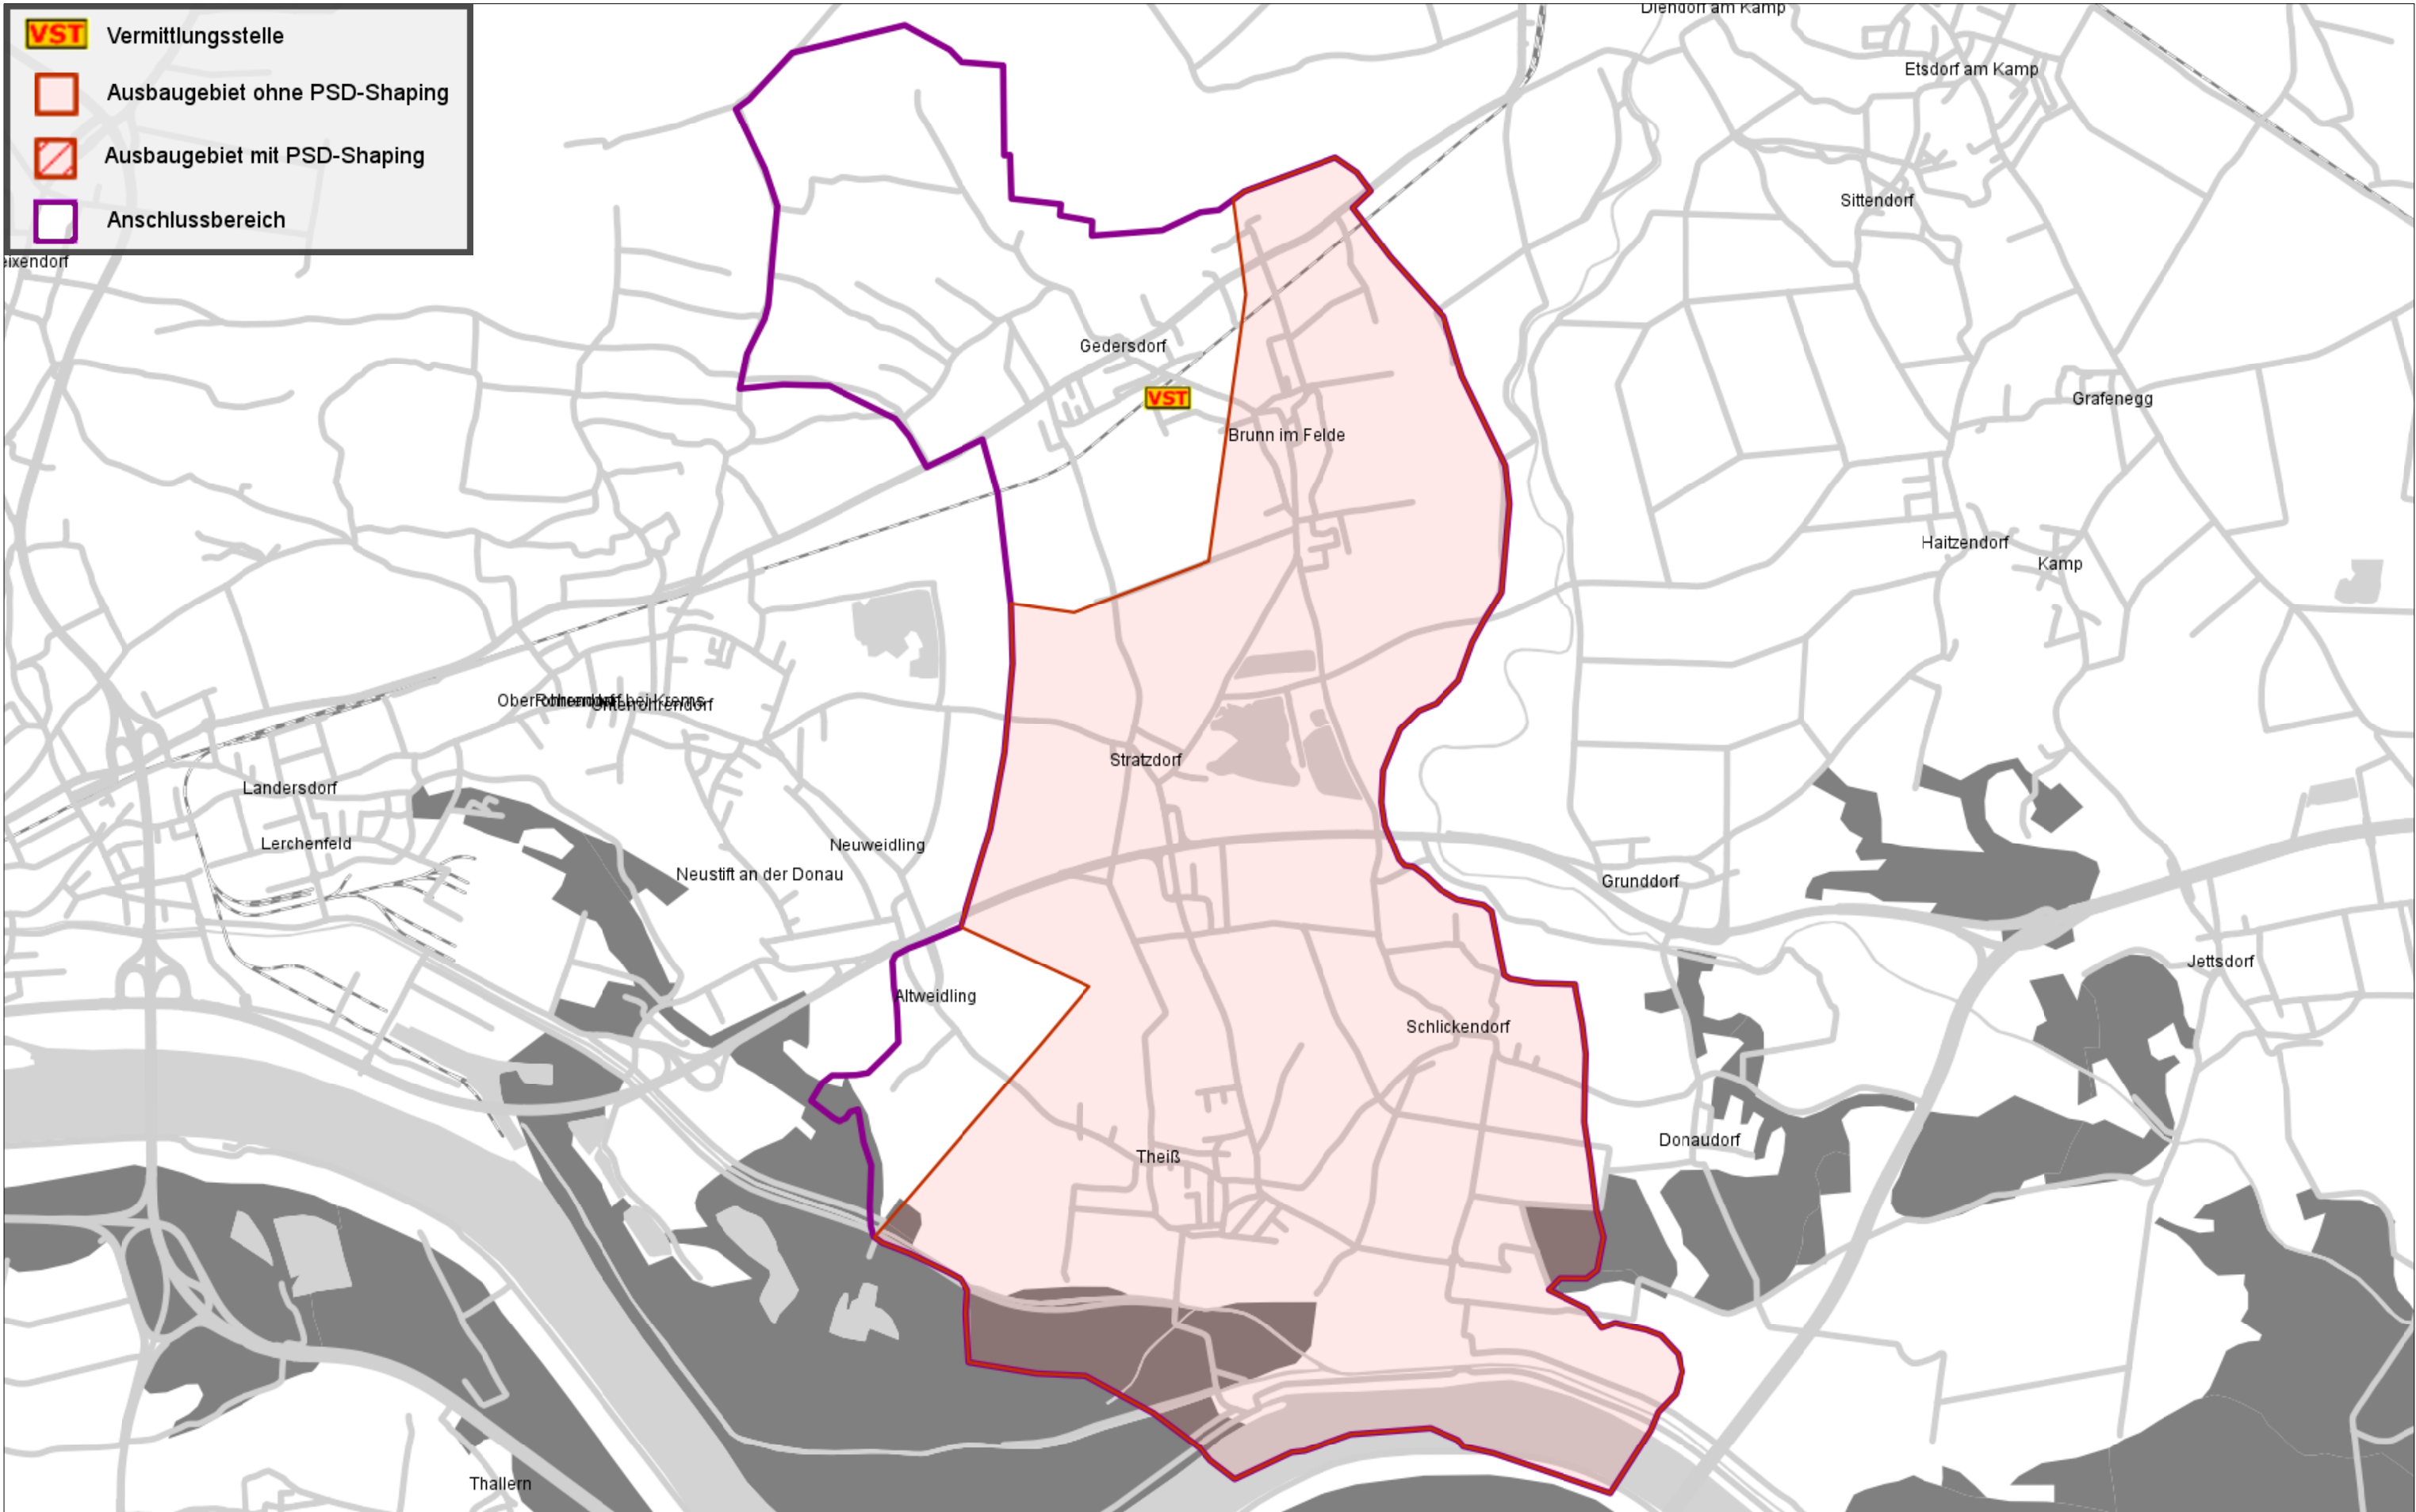 VST Vermittlungsstelle
Ausbaugebiet ohne PSD-Shaping
Ausbaugebiet mit PSD-Shaping
Anschlussbereich
Diendorf am Kamp
Etsdorf am Kamp
Sittendorf
eixendorf
Gedersdorf
VST
Grafenegg
Brunn im Felde
Haitzendorf
Kamp
Unterrohrendorf
Stratzdorf
Landersdorf
Lerchenfeld
Neuweidling
Neustift an der Donau
Grunddorf
Jettsdorf
Altweidling
Schlickendorf
Donaudorf
Theiß
Thallern